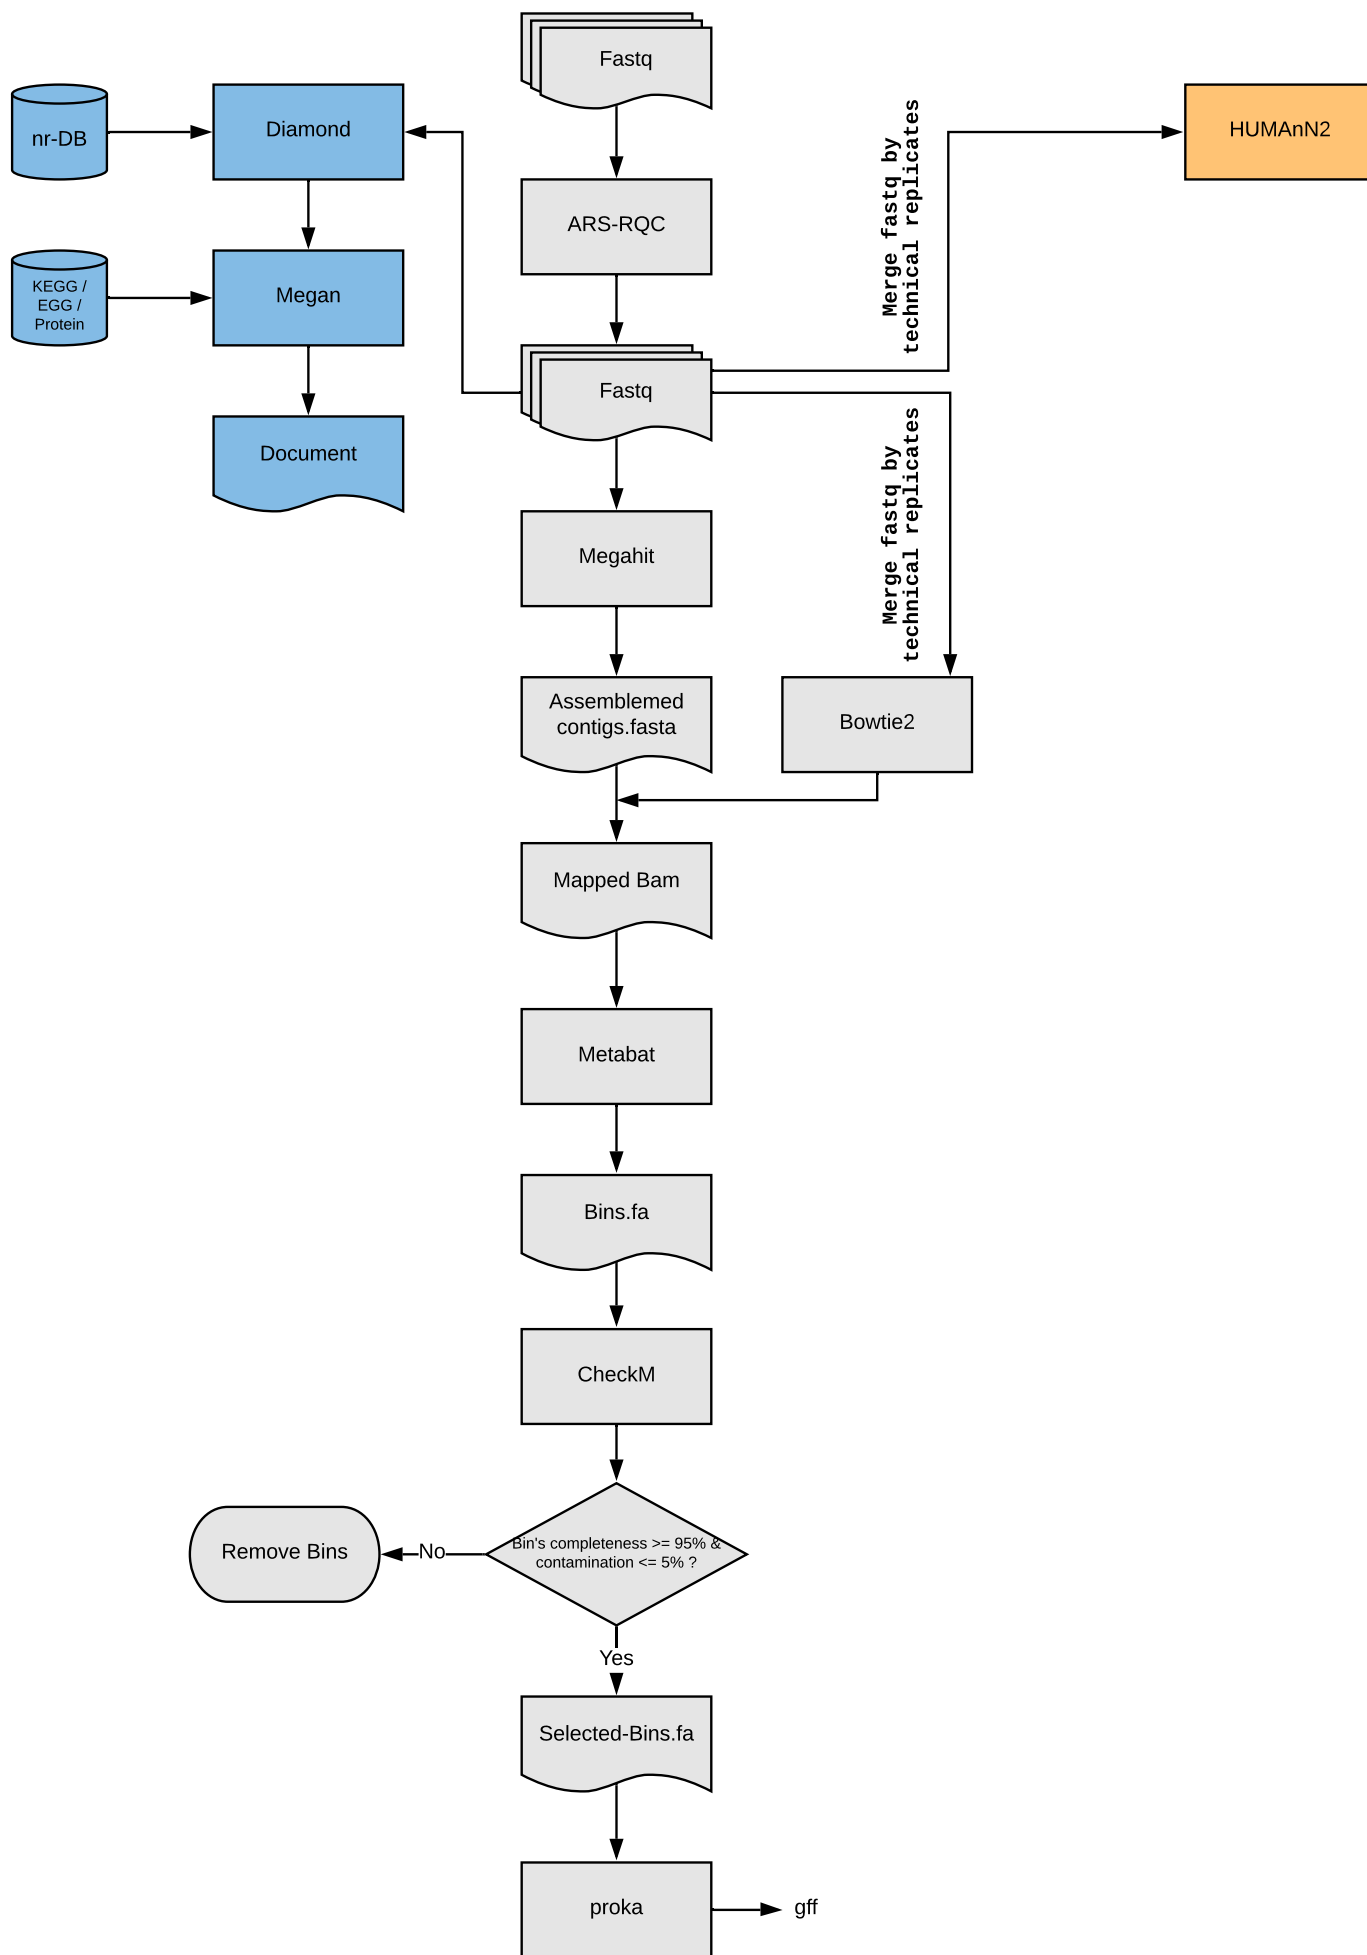 Fastq
nr-DB
Diamond
HUMAnN2
Merge fastq by
technical replicates
ARS-RQC
KEGG /
EGG /
Protein
Megan
Fastq
Document
Merge fastq by
technical replicates
Megahit
Assemblemed
contigs.fasta
Bowtie2
Mapped Bam
Metabat
Bins.fa
CheckM
Bin's completeness >= 95% &
contamination <= 5% ?
No
Remove Bins
Yes
Selected-Bins.fa
proka
gff